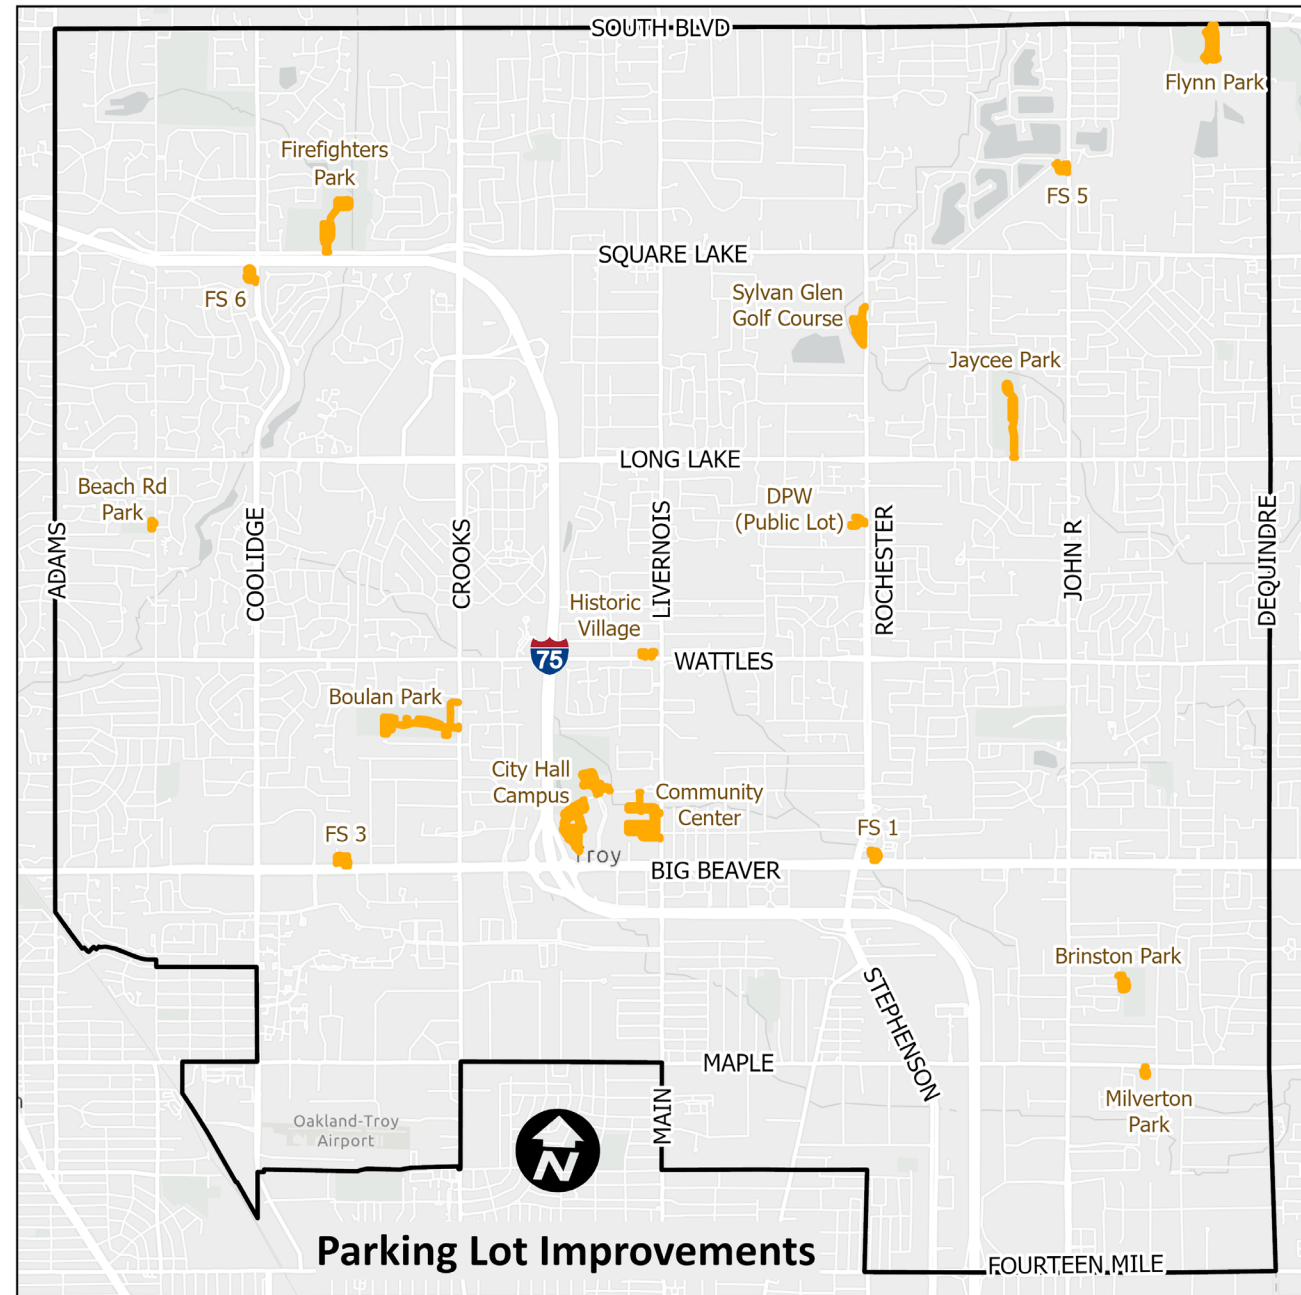 SOUTH BLVD
Flynn Park
Firefighters
Park
FS 5
SQUARE LAKE
FS 6
Sylvan Glen
Golf Course
Jaycee Park
LONG LAKE
Beach Rd
Park
DPW
(Public Lot)
ADAMS
COOLIDGE
CROOKS
LIVERNOIS
ROCHESTER
JOHN R
DEQUINDRE
Historic
Village
75
WATTLES
Boulan Park
City Hall
Campus
Community
Center
FS 3
FS 1
Troy
BIG BEAVER
Brinston Park
STEPHENSON
MAPLE
MAIN
Milverton
Park
Oakland-Troy
Airport
N
Parking Lot Improvements
FOURTEEN MILE